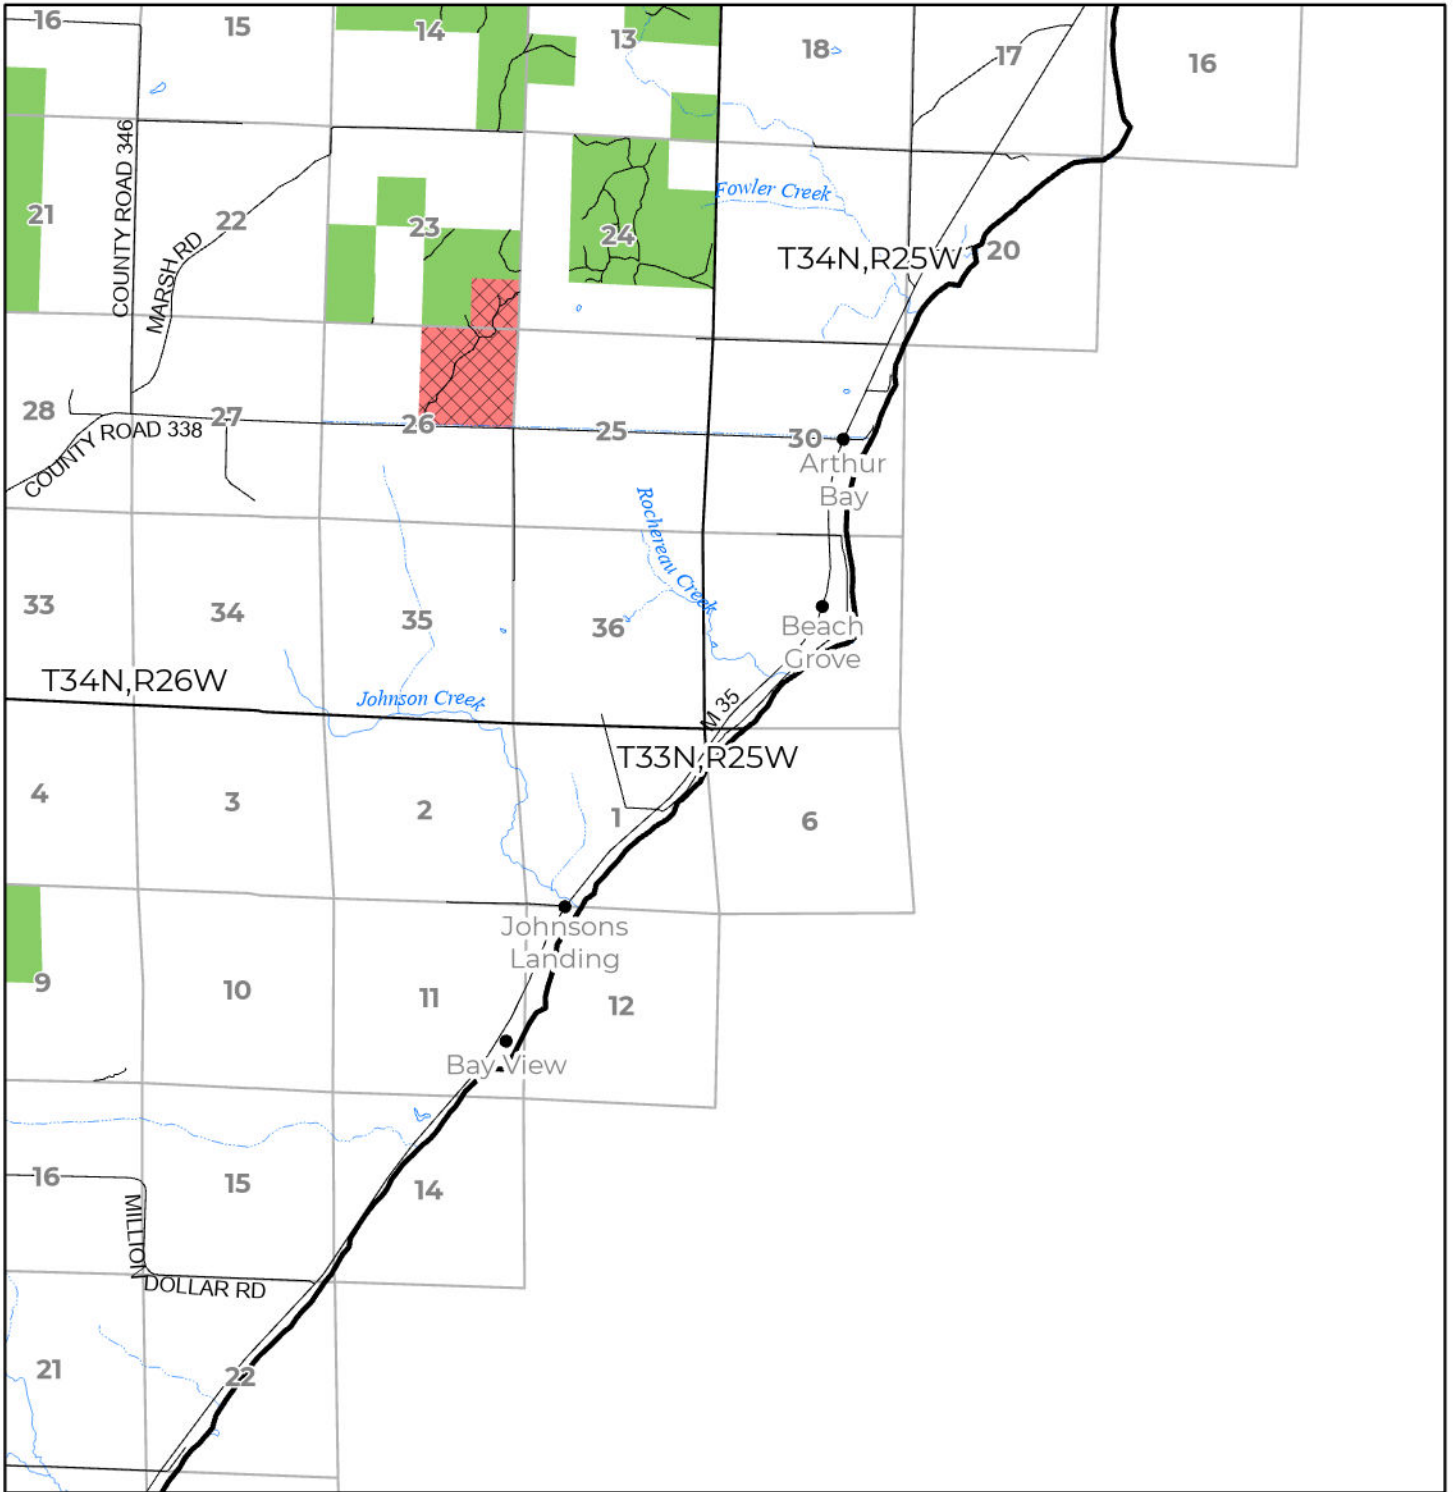 16
15
14
13
18
17
16
COUNTY ROAD 346
21
22
MARSH RD
23
24
Fowler Creek
T34N,R25W
20
28
27
COUNTY ROAD 338
26
25
30
Arthur
Bay
Rochereau Creek
33
34
35
36
Beach
Grove
T34N,R26W
Johnson Creek
M 35
T33N,R25W
4
3
2
1
6
Johnsons
Landing
9
10
11
12
Bay View
16
15
14
MILLION
DOLLAR RD
21
22